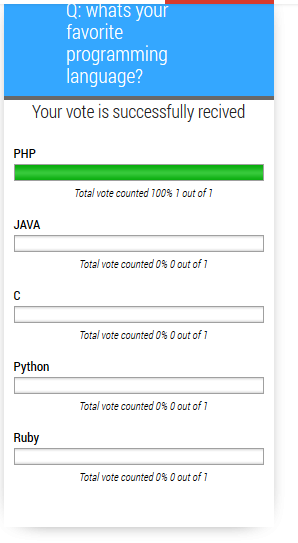 Q: whats your
favorite
programming
language?
Your vote is successfully recived
PHP
Total vote counted 100% 1 out of 1
JAVA
Total vote counted 0% 0 out of 1
C
Total vote counted 0% 0 out of 1
Python
Total vote counted 0% 0 out of 1
Ruby
Total vote counted 0% 0 out of 1